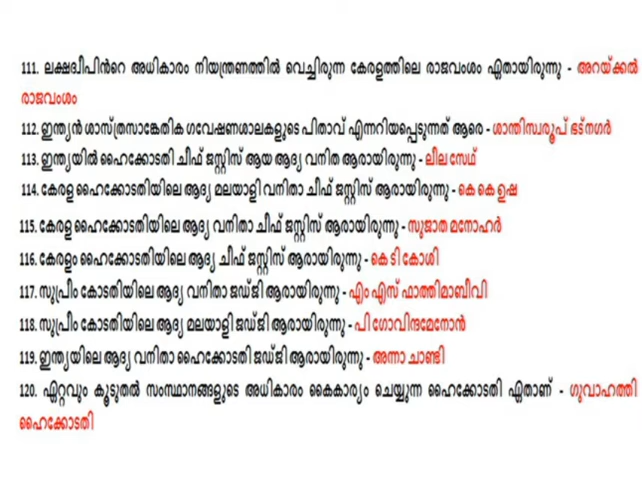 111. ലക്ഷദ്വീപിൻറെ അധികാരം നിയന്ത്രണത്തിൽ വെച്ചിരുന്ന കേരളത്തിലെ രാജവംശം ഏതായിരുന്നു - അറയ്ക്കൽ
രാജവംശം
112. ഇന്ത്യൻ ശാസ്ത്രസാങ്കേതിക ഗവേഷണശാലകളുടെ പിതാവ് എന്നറിയപ്പെടുന്നത് ആരെ - ശാന്തിസ്വരൂപ് ഭട്നഗർ
113. ഇന്ത്യയിൽ ഹൈക്കോടതി ചീഫ് ജസ്റ്റിസ് ആയ ആദ്യ വനിത ആരായിരുന്നു - ലീല സേഥ്
114. കേരള ഹൈക്കോടതിയിലെ ആദ്യ മലയാളി വനിതാ ചീഫ് ജസ്റ്റിസ് ആരായിരുന്നു - കെ കെ ഉഷ
115. കേരള ഹൈക്കോടതിയിലെ ആദ്യ വനിതാ ചീഫ് ജസ്റ്റിസ് ആരായിരുന്നു - സുജാത മനോഹർ
116. കേരളം ഹൈക്കോടതിയിലെ ആദ്യ ചീഫ് ജസ്റ്റിസ് ആരായിരുന്നു - കെ ടി കോശി
117. സുപ്രീം കോടതിയിലെ ആദ്യ വനിതാ ജഡ്ജി ആരായിരുന്നു - എം എസ് ഫാത്തിമാബീവി
118. സുപ്രീം കോടതിയിലെ ആദ്യ മലയാളി ജഡ്ജി ആരായിരുന്നു - പി ഗോവിന്ദമേനോൻ
119. ഇന്ത്യയിലെ ആദ്യ വനിതാ ഹൈക്കോടതി ജഡ്ജി ആരായിരുന്നു - അന്നാ ചാണ്ടി
120. ഏറ്റവും കൂടുതൽ സംസ്ഥാനങ്ങളുടെ അധികാരം കൈകാര്യം ചെയ്യുന്ന ഹൈക്കോടതി ഏതാണ് - ഗുവാഹത്തി
ഹൈക്കോടതി